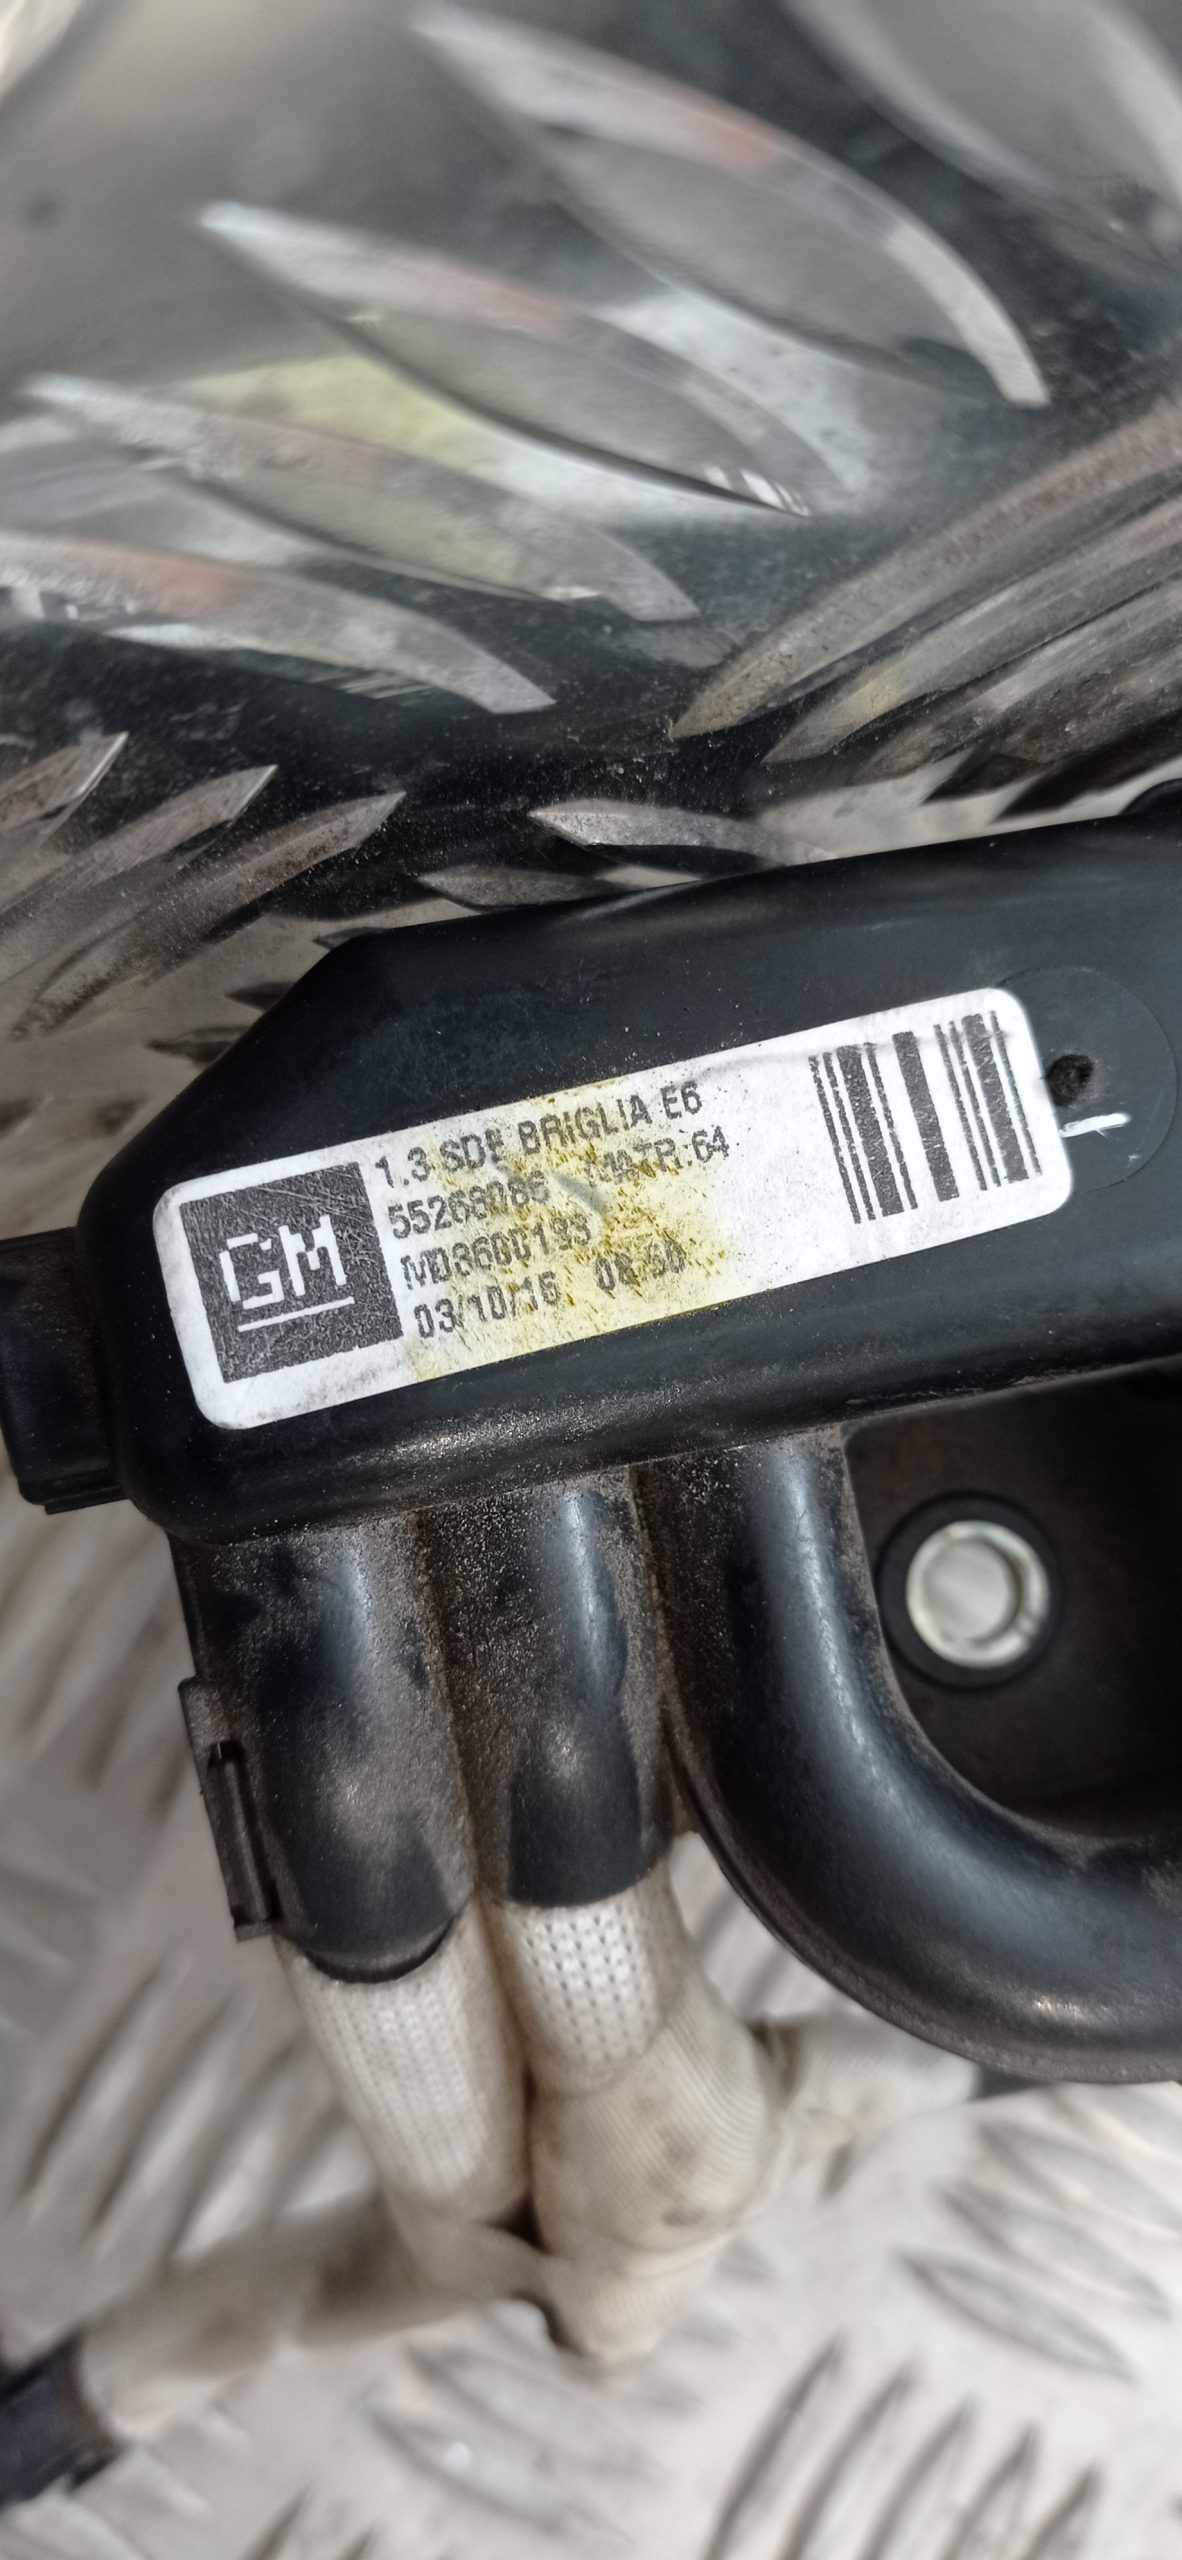 GM
1.3 SDE BRIGLIA E6
55268086 MATR:64
MD3600193
03/10/16